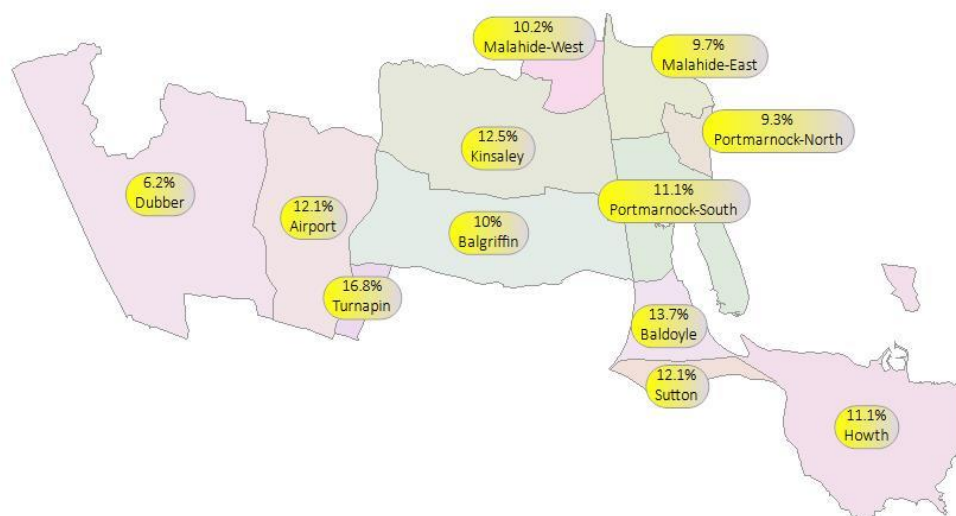 10.2%
Malahide-West
9.7%
Malahide-East
9.3%
Portmarnock-North
12.5%
Kinsaley
6.2%
Dubber
11.1%
Portmarnock-South
12.1%
Airport
10%
Balgriffin
16.8%
Turnapin
13.7%
Baldoyle
12.1%
Sutton
11.1%
Howth